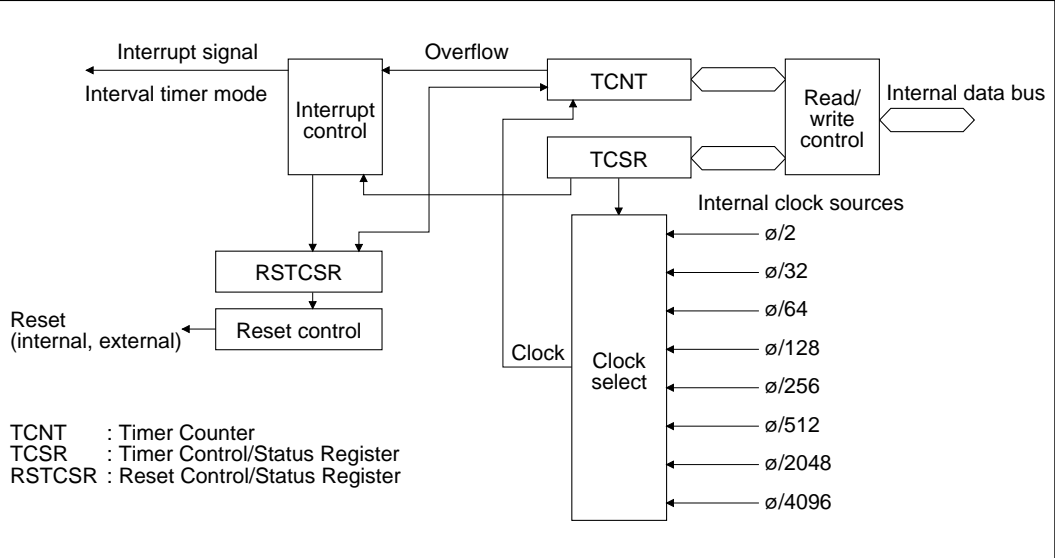 Interrupt signal
Interval timer mode
Interrupt
control
Overflow
TCNT
TCSR
Read/
write
control
Internal data bus
Internal clock sources
ø/2
ø/32
ø/64
ø/128
ø/256
ø/512
ø/2048
ø/4096
RSTCSR
Reset control
Reset
(internal, external)
Clock
Clock
select
TCNT : Timer Counter
TCSR : Timer Control/Status Register
RSTCSR : Reset Control/Status Register